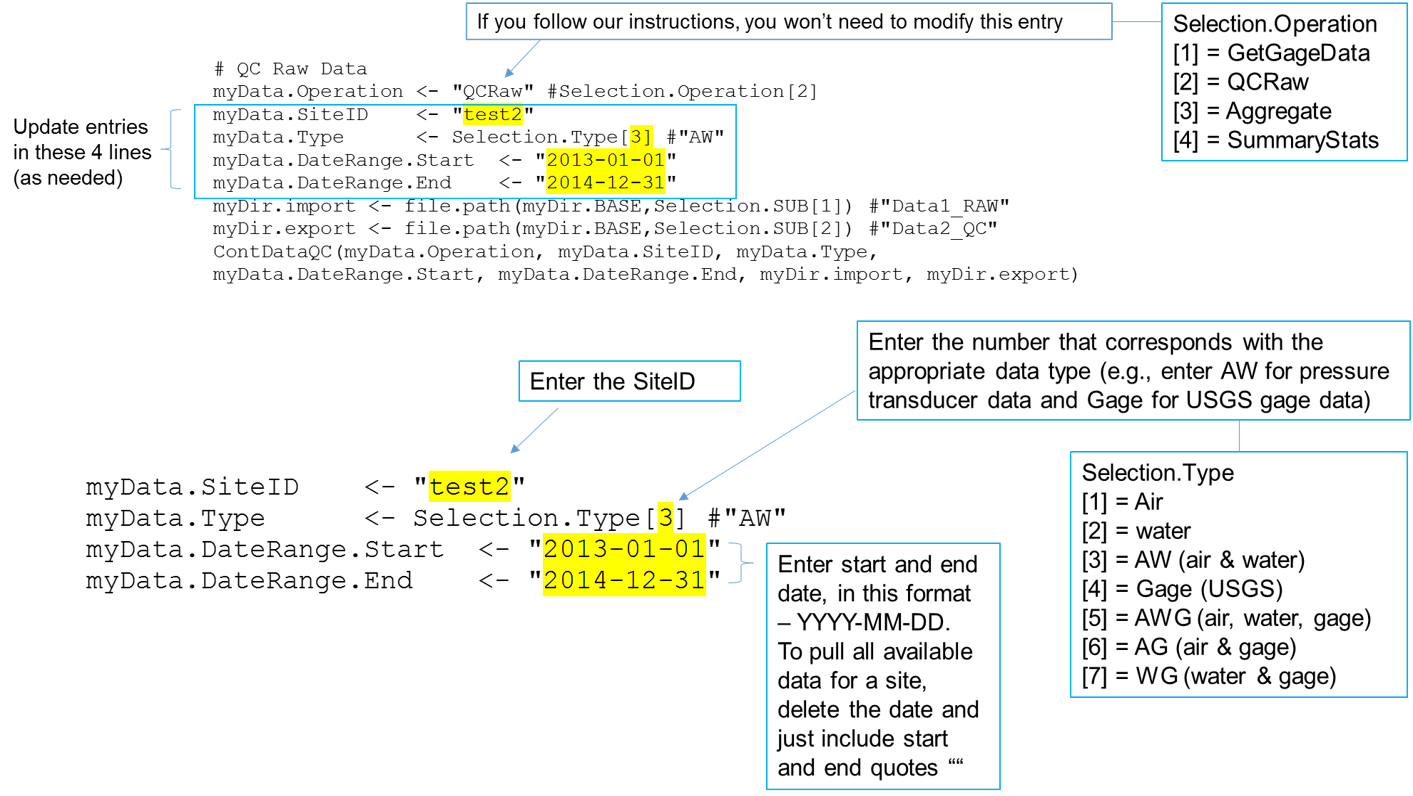 If you follow our instructions, you won’t need to modify this entry
Selection.Operation
[1] = GetGageData
[2] = QCRaw
[3] = Aggregate
[4] = SummaryStats
# QC Raw Data
myData.Operation <- "QCRaw" #Selection.Operation[2]
myData.SiteID <- "test2"
myData.Type <- Selection.Type[3] #"AW"
myData.DateRange.Start <- "2013-01-01"
myData.DateRange.End <- "2014-12-31"
myDir.import <- file.path(myDir.BASE,Selection.SUB[1]) #"Data1_RAW"
myDir.export <- file.path(myDir.BASE,Selection.SUB[2]) #"Data2_QC"
ContDataQC(myData.Operation, myData.SiteID, myData.Type,
myData.DateRange.Start, myData.DateRange.End, myDir.import, myDir.export)
Update entries
in these 4 lines
(as needed)
Enter the SiteID
Enter the number that corresponds with the
appropriate data type (e.g., enter AW for pressure
transducer data and Gage for USGS gage data)
myData.SiteID <- "test2"
myData.Type <- Selection.Type[3] #"AW"
myData.DateRange.Start <- "2013-01-01"
myData.DateRange.End <- "2014-12-31"
Enter start and end
date, in this format
– YYYY-MM-DD.
To pull all available
data for a site,
delete the date and
just include start
and end quotes ““
Selection.Type
[1] = Air
[2] = water
[3] = AW (air & water)
[4] = Gage (USGS)
[5] = AWG (air, water, gage)
[6] = AG (air & gage)
[7] = WG (water & gage)